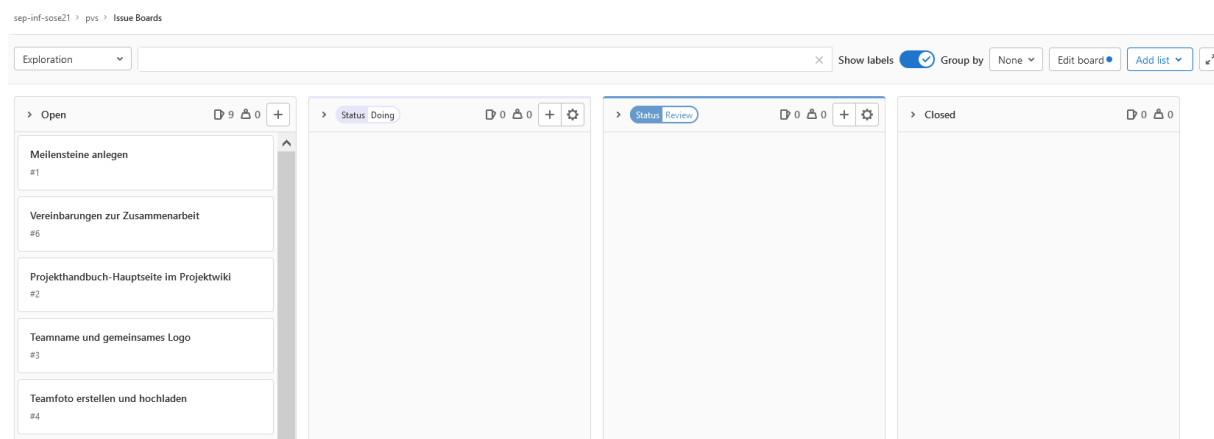 sep-inf-sose21 > pvs > Issue Boards
Exploration
Show labels
Group by
None
Edit board
Add list
Open
9
0
Status Doing
0
0
Status Review
0
0
Closed
0
0
Meilensteine anlegen
#1
Vereinbarungen zur Zusammenarbeit
#6
Projekthandbuch-Hauptseite im Projektwiki
#2
Teamname und gemeinsames Logo
#3
Teamfoto erstellen und hochladen
#4